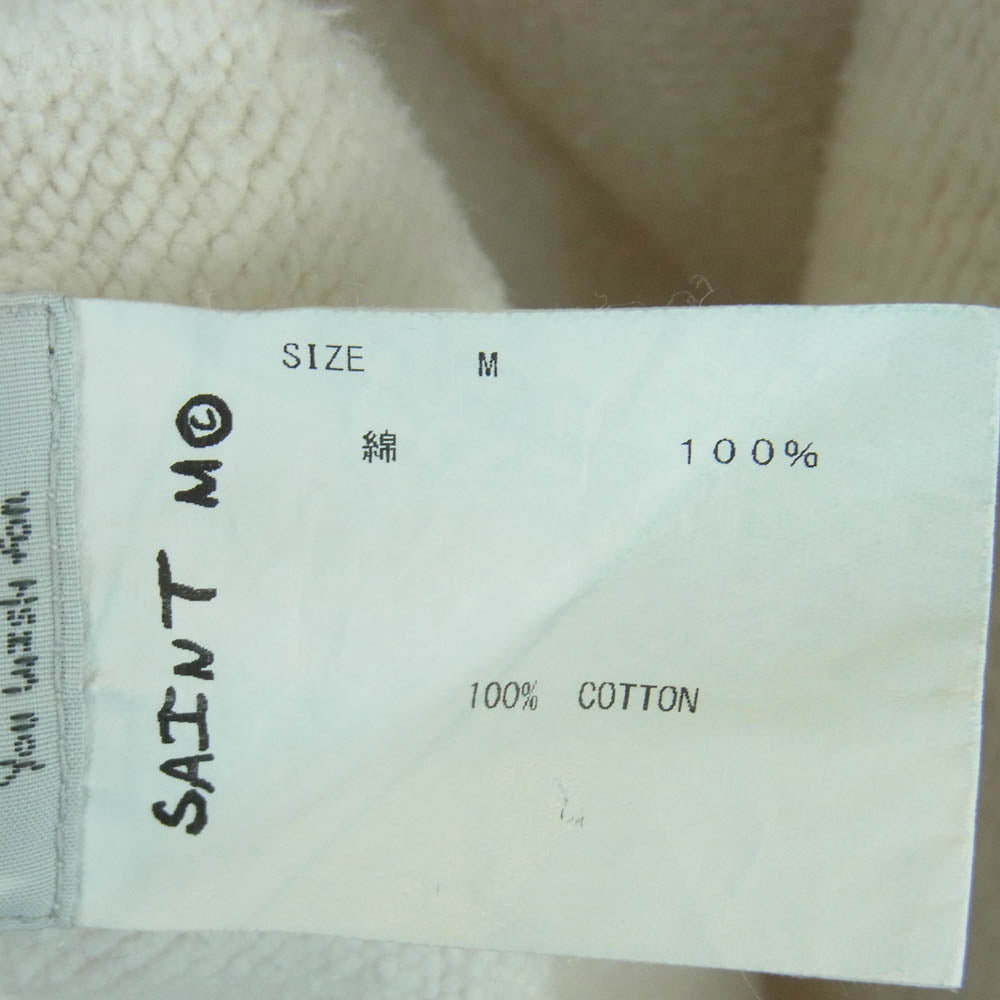 SIZE M
綿 100%
100% COTTON
SAINT M©